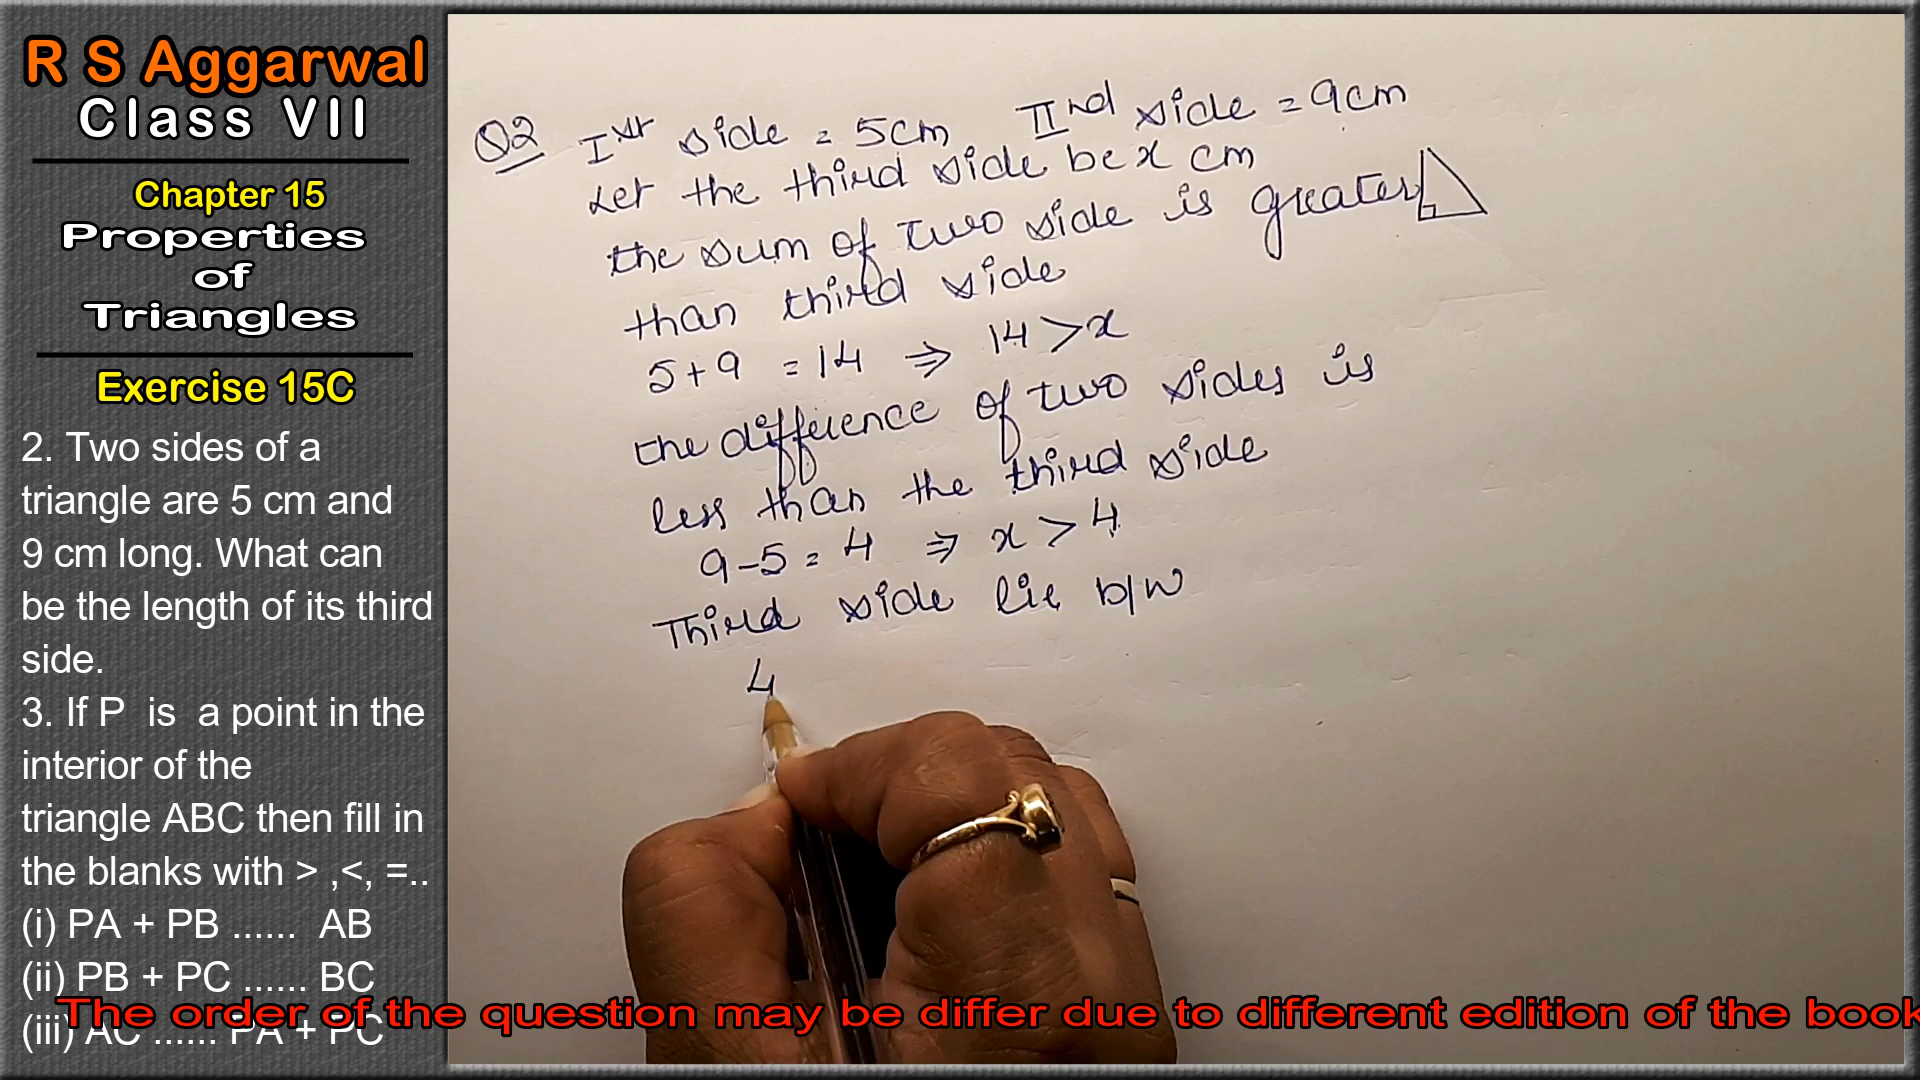 R S Aggarwal
Class VII
Chapter 15
Properties
of
Triangles
Exercise 15C
2. Two sides of a
triangle are 5 cm and
9 cm long. What can
be the length of its third
side.
3. If P is a point in the
interior of the
triangle ABC then fill in
the blanks with > ,<, =..
(i) PA + PB ...... AB
(ii) PB + PC ...... BC
(iii) AC ...... PA + PC
Q2 Ist side = 5cm IInd side = 9cm
Let the third side be x cm
the sum of two side is greater
than third side
5+9 = 14 ⇒ 14 > x
the difference of two sides is
less than the third side
9-5 = 4 ⇒ x > 4
Third side lie b/w
4
The order of the question may be differ due to different edition of the book